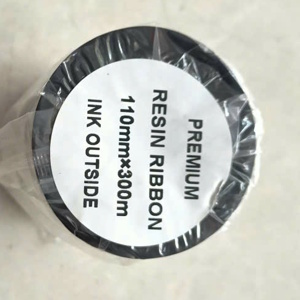 PREMIUM
RESIN RIBBON
110mm×300m
INK OUTSIDE